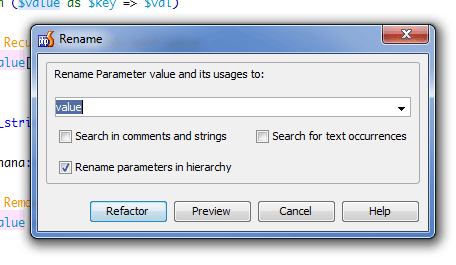 ($value as $key => $val)
Rename
Recu
Rename Parameter value and its usages to:
alue[
value
_stri
Search in comments and strings
Search for text occurrences
nana:
Rename parameters in hierarchy
Remo
Refactor
Preview
Cancel
Help
value